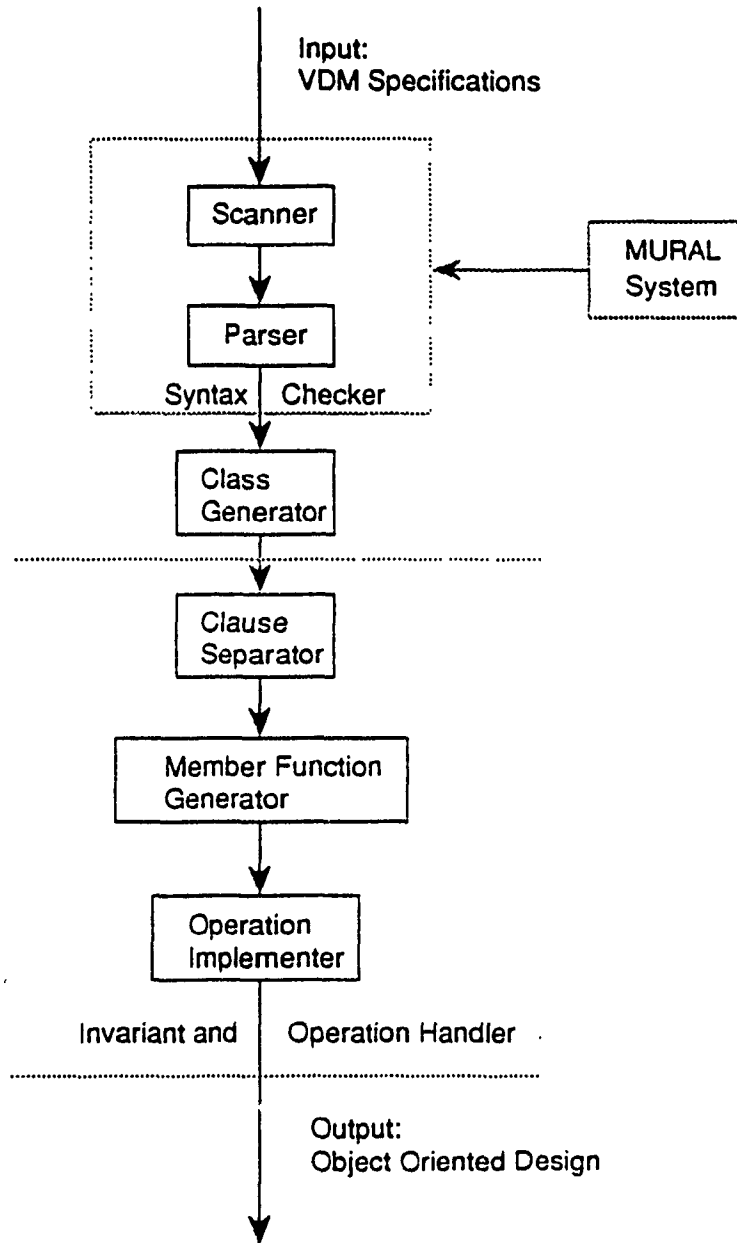 Input:
VDM Specifications
Scanner
MURAL
System
Parser
Syntax Checker
Class
Generator
Clause
Separator
Member Function
Generator
Operation
Implementer
Invariant and Operation Handler
Output:
Object Oriented Design